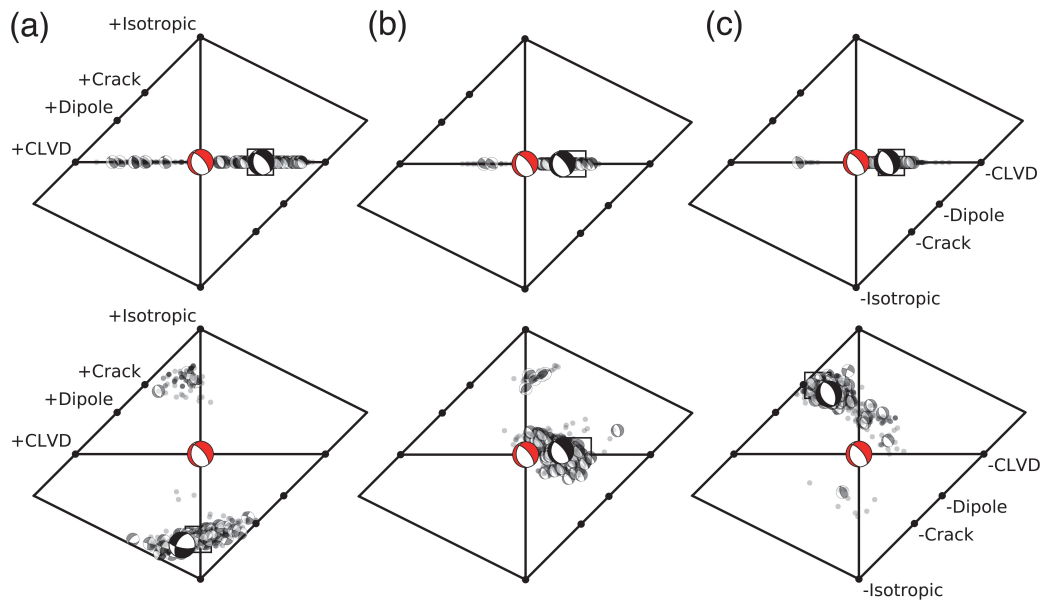 (a) (b) (c)
+Isotropic
+Crack
+Dipole
+CLVD
-CLVD
-Dipole
-Crack
-Isotropic
+Isotropic
+Crack
+Dipole
+CLVD
-CLVD
-Dipole
-Crack
-Isotropic